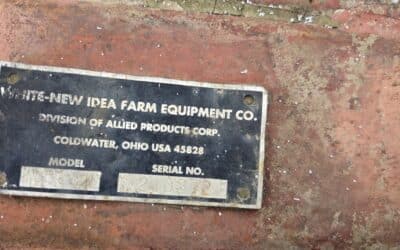 WHITE-NEW IDEA FARM EQUIPMENT CO.
DIVISION OF ALLIED PRODUCTS CORP.
COLDWATER, OHIO USA 45828
MODEL SERIAL NO.